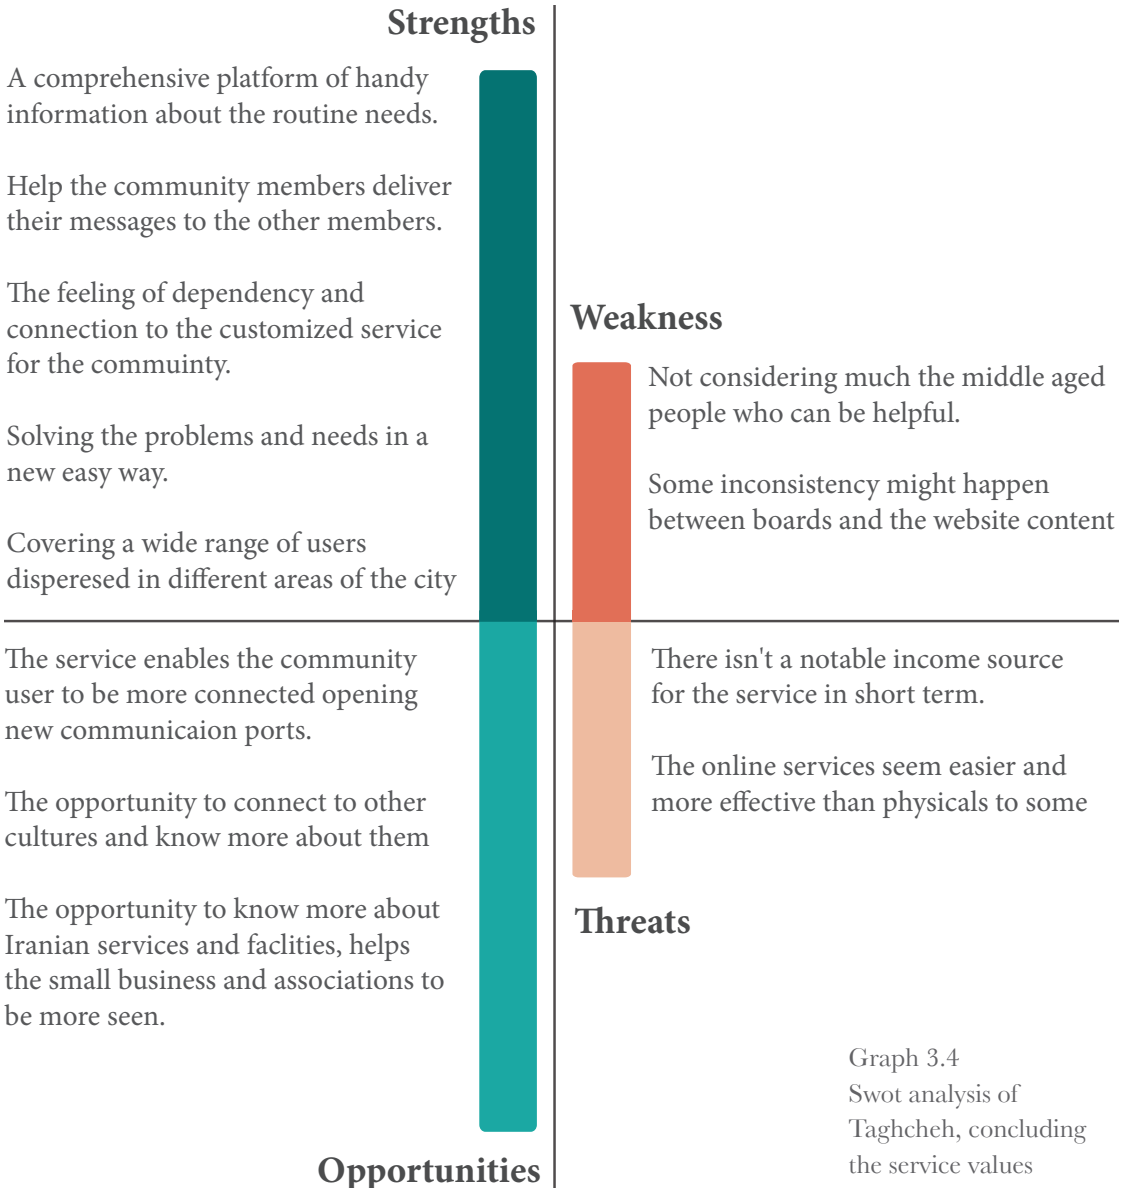 Strengths
A comprehensive platform of handy
information about the routine needs.
Help the community members deliver
their messages to the other members.
The feeling of dependency and
connection to the customized service
for the commuinty.
Solving the problems and needs in a
new easy way.
Covering a wide range of users
disperesed in different areas of the city
Weakness
Not considering much the middle aged
people who can be helpful.
Some inconsistency might happen
between boards and the website content
The service enables the community
user to be more connected opening
new communicaion ports.
The opportunity to connect to other
cultures and know more about them
The opportunity to know more about
Iranian services and faclities, helps
the small business and associations to
be more seen.
Opportunities
There isn't a notable income source
for the service in short term.
The online services seem easier and
more effective than physicals to some
Threats
Graph 3.4
Swot analysis of
Taghcheh, concluding
the service values